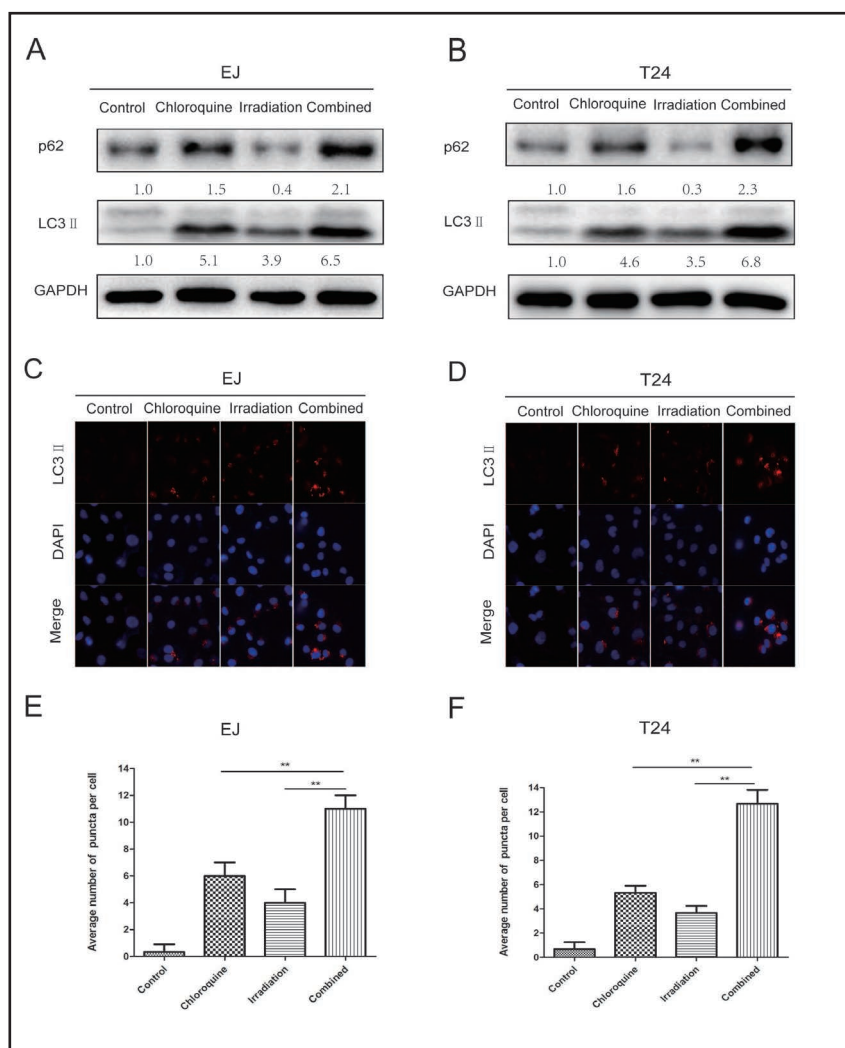 A
EJ
Control Chloroquine Irradiation Combined
p62
1.0 1.5 0.4 2.1
LC3 Ⅱ
1.0 5.1 3.9 6.5
GAPDH
B
T24
Control Chloroquine Irradiation Combined
p62
1.0 1.6 0.3 2.3
LC3 Ⅱ
1.0 4.6 3.5 6.8
GAPDH
C
EJ
Control Chloroquine Irradiation Combined
LC3 Ⅱ
DAPI
Merge
D
T24
Control Chloroquine Irradiation Combined
LC3 Ⅱ
DAPI
Merge
E
EJ
Average number of puncta per cell
14
12
10
8
6
4
2
0
**
**
Control Chloroquine Irradiation Combined
F
T24
Average number of puncta per cell
14
12
10
8
6
4
2
0
**
**
Control Chloroquine Irradiation Combined